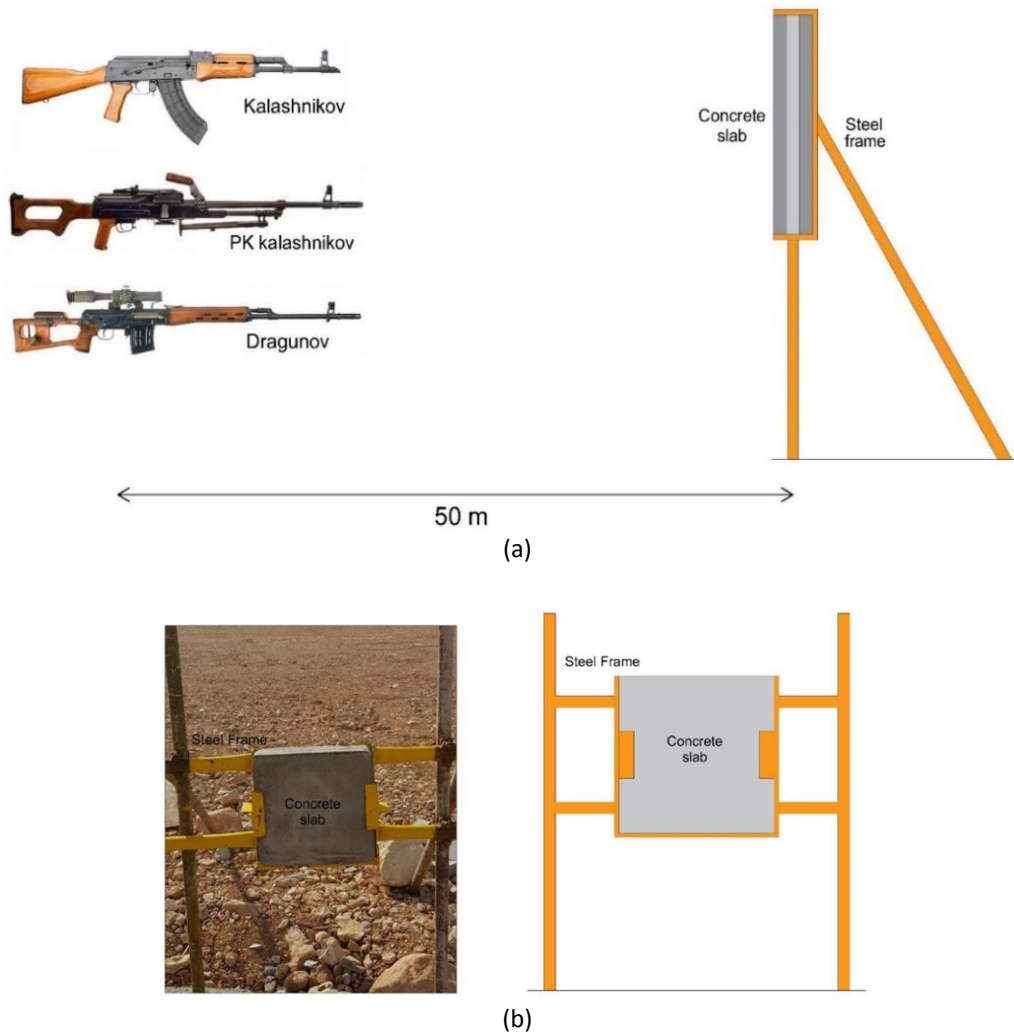 Kalashnikov
PK kalashnikov
Dragunov
Concrete
slab
Steel
frame
50 m
(a)
Steel Frame
Concrete
slab
Steel Frame
Concrete
slab
(b)